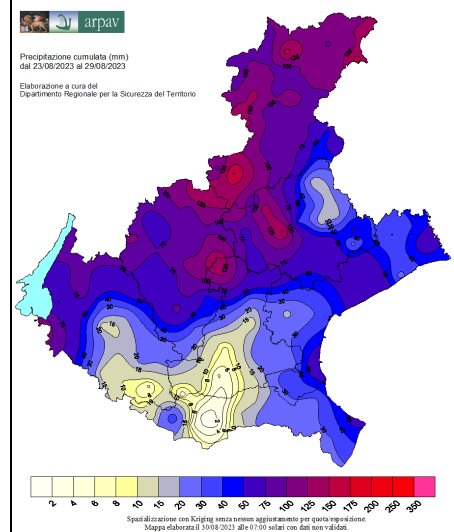 arpav
Precipitazione cumulata (mm)
dal 23/08/2023 al 29/08/2023
Elaborazione a cura del
Dipartimento Regionale per la Sicurezza del Territorio
2 4 6 8 10 15 20 30 40 50 75 100 125 150 175 200 250 350
Spazializzazione con Kriging senza nessun aggiustamento per quota/esposizione.
Mappa elaborata il 30/08/2023 alle 07:00 solari con dati non validati.